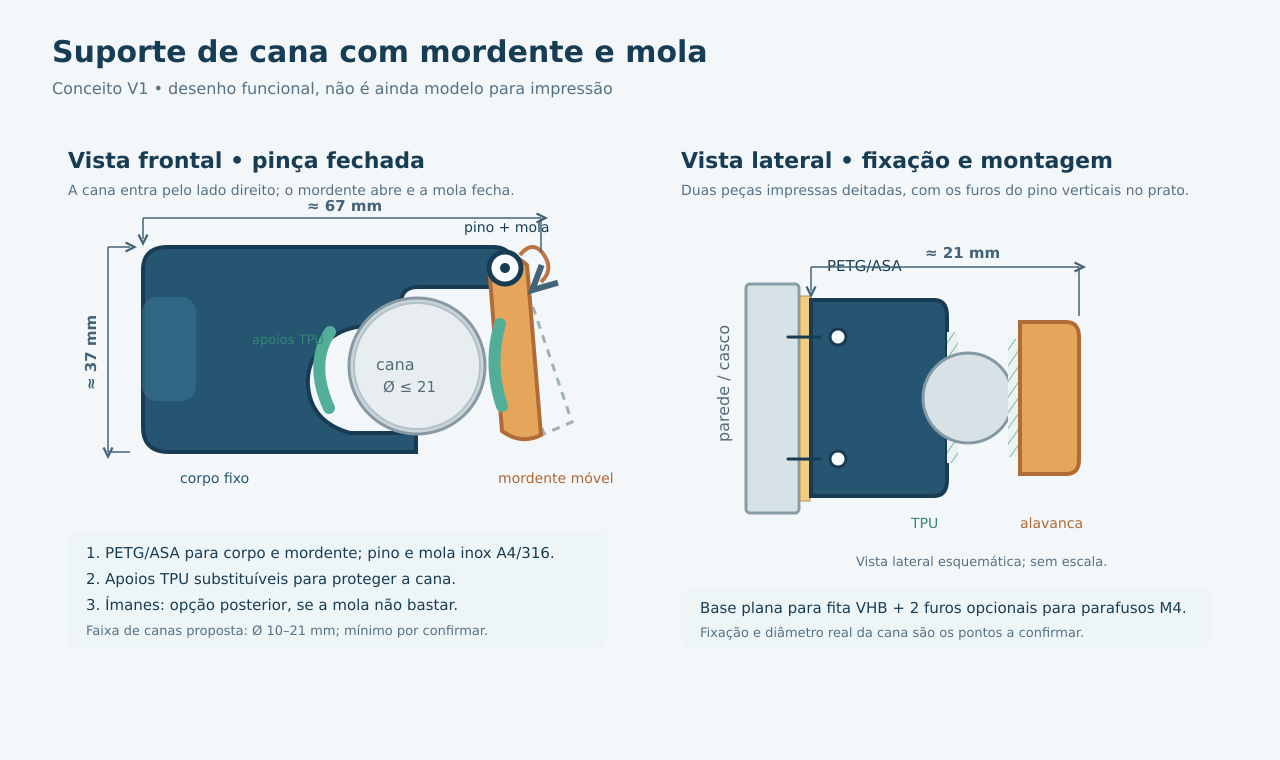 Suporte de cana com mordente e mola
Conceito V1 • desenho funcional, não é ainda modelo para impressão
Vista frontal • pinça fechada
A cana entra pelo lado direito; o mordente abre e a mola fecha.
≈ 67 mm
pino + mola
≈ 37 mm
apoios TPU
cana
Ø ≤ 21
corpo fixo
mordente móvel
1. PETG/ASA para corpo e mordente; pino e mola inox A4/316.
2. Apoios TPU substituíveis para proteger a cana.
3. Ímanes: opção posterior, se a mola não bastar.
Faixa de canas proposta: Ø 10–21 mm; mínimo por confirmar.
Vista lateral • fixação e montagem
Duas peças impressas deitadas, com os furos do pino verticais no prato.
≈ 21 mm
PETG/ASA
parede / casco
TPU
alavanca
Vista lateral esquemática; sem escala.
Base plana para fita VHB + 2 furos opcionais para parafusos M4.
Fixação e diâmetro real da cana são os pontos a confirmar.